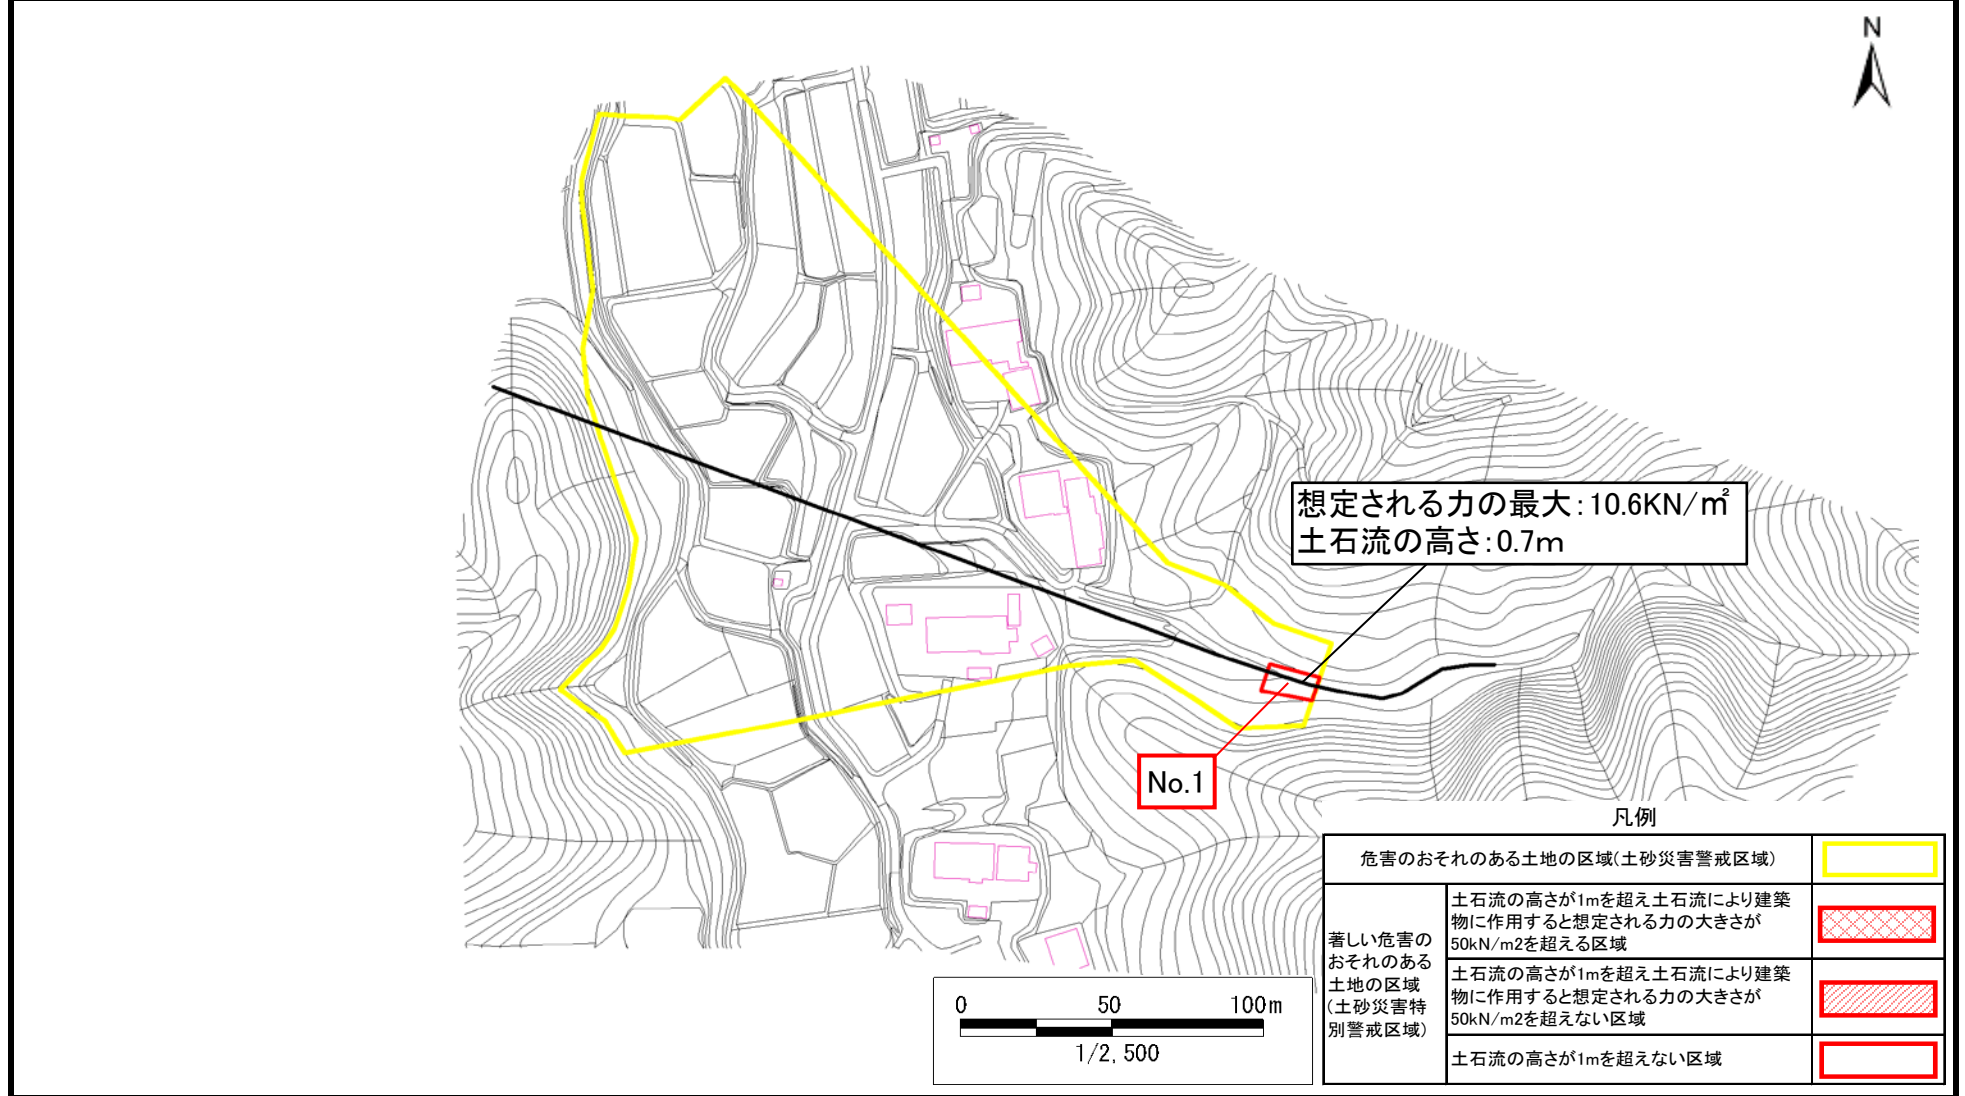 N
想定される力の最大:10.6KN/㎡
土石流の高さ:0.7m
No.1
凡例
危害のおそれのある土地の区域(土砂災害警戒区域)
著しい危害の
おそれのある
土地の区域
(土砂災害特
別警戒区域)
土石流の高さが1mを超え土石流により建築
物に作用すると想定される力の大きさが
50kN/m2を超える区域
土石流の高さが1mを超え土石流により建築
物に作用すると想定される力の大きさが
50kN/m2を超えない区域
土石流の高さが1mを超えない区域
0 50 100m
1/2,500